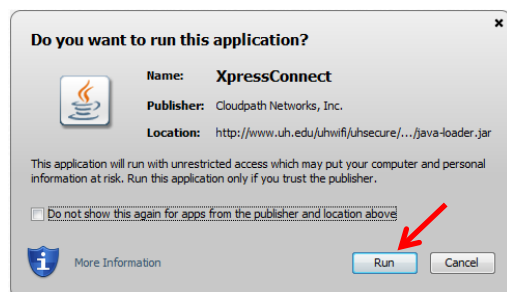 Do you want to run this application?
Name: XpressConnect
Publisher: Cloudpath Networks, Inc.
Location: http://www.uh.edu/uhwifi/uhsecure/.../java-loader.jar
This application will run with unrestricted access which may put your computer and personal
information at risk. Run this application only if you trust the publisher.
Do not show this again for apps from the publisher and location above
More Information
Run Cancel